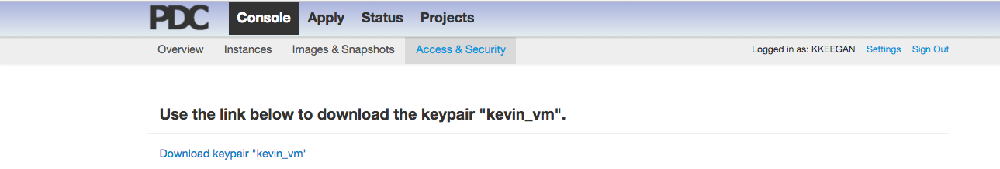 PDC Console Apply Status Projects
Overview Instances Images & Snapshots Access & Security Logged in as: KKEEGAN Settings Sign Out
Use the link below to download the keypair "kevin_vm".
Download keypair "kevin_vm"